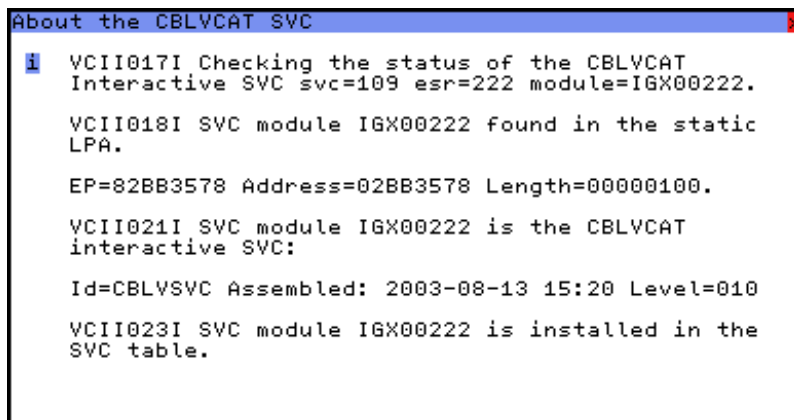 About the CBLVCAT SVC
i VCII017I Checking the status of the CBLVCAT
Interactive SVC svc=109 esr=222 module=IGX00222.
VCII018I SVC module IGX00222 found in the static
LPA.
EP=82BB3578 Address=02BB3578 Length=00000100.
VCII021I SVC module IGX00222 is the CBLVCAT
interactive SVC:
Id=CBLVSVC Assembled: 2003-08-13 15:20 Level=010
VCII023I SVC module IGX00222 is installed in the
SVC table.